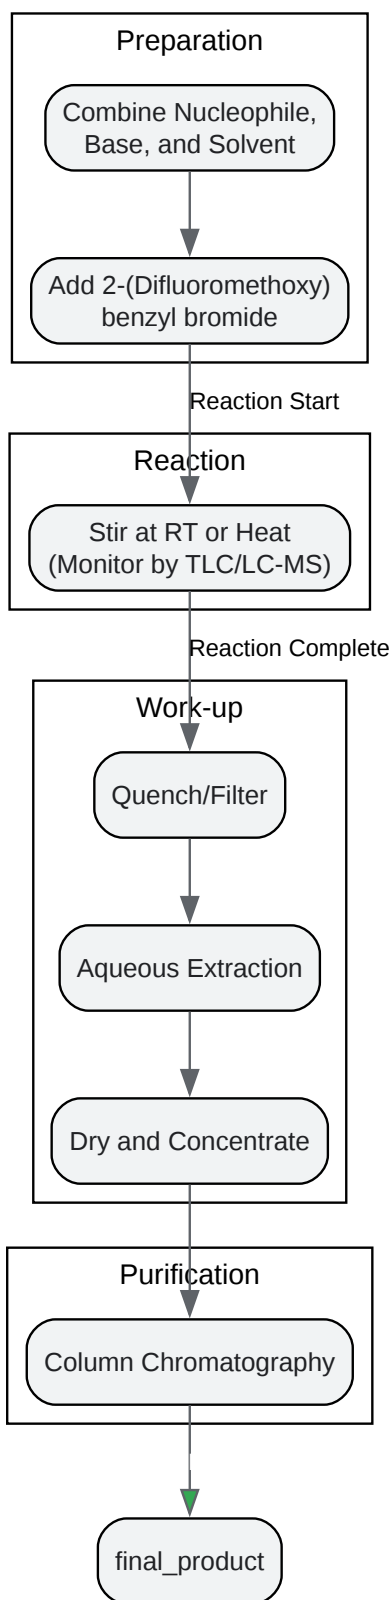 Preparation
Combine Nucleophile,
Base, and Solvent
Add 2-(Difluoromethoxy)
benzyl bromide
Reaction Start
Reaction
Stir at RT or Heat
(Monitor by TLC/LC-MS)
Reaction Complete
Work-up
Quench/Filter
Aqueous Extraction
Dry and Concentrate
Purification
Column Chromatography
final_product